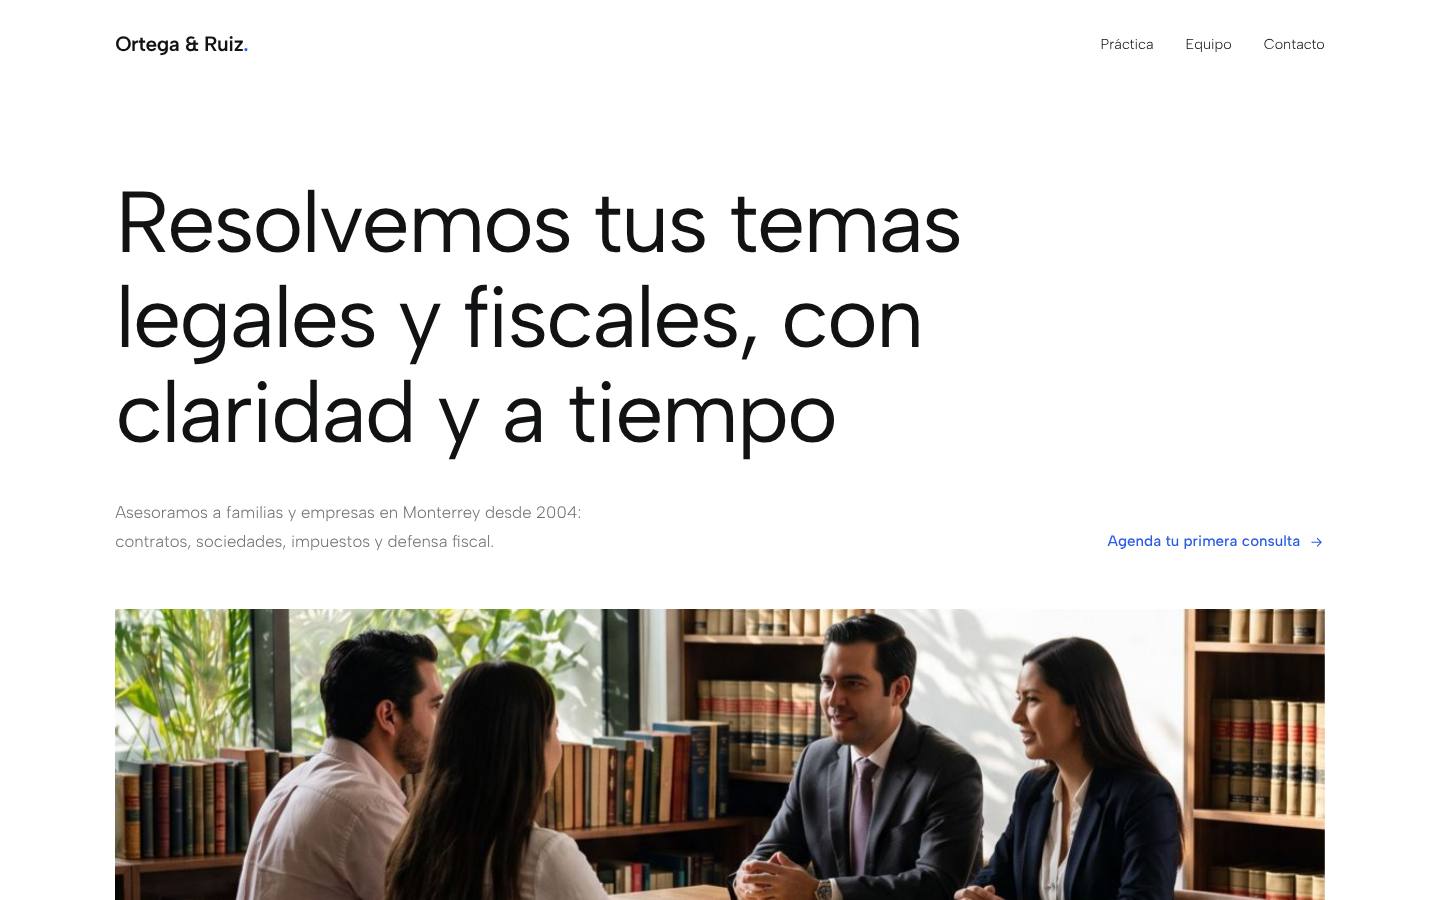 Ortega & Ruiz.
Práctica
Equipo
Contacto
Resolvemos tus temas
legales y fiscales, con
claridad y a tiempo
Asesoramos a familias y empresas en Monterrey desde 2004:
contratos, sociedades, impuestos y defensa fiscal.
Agenda tu primera consulta →